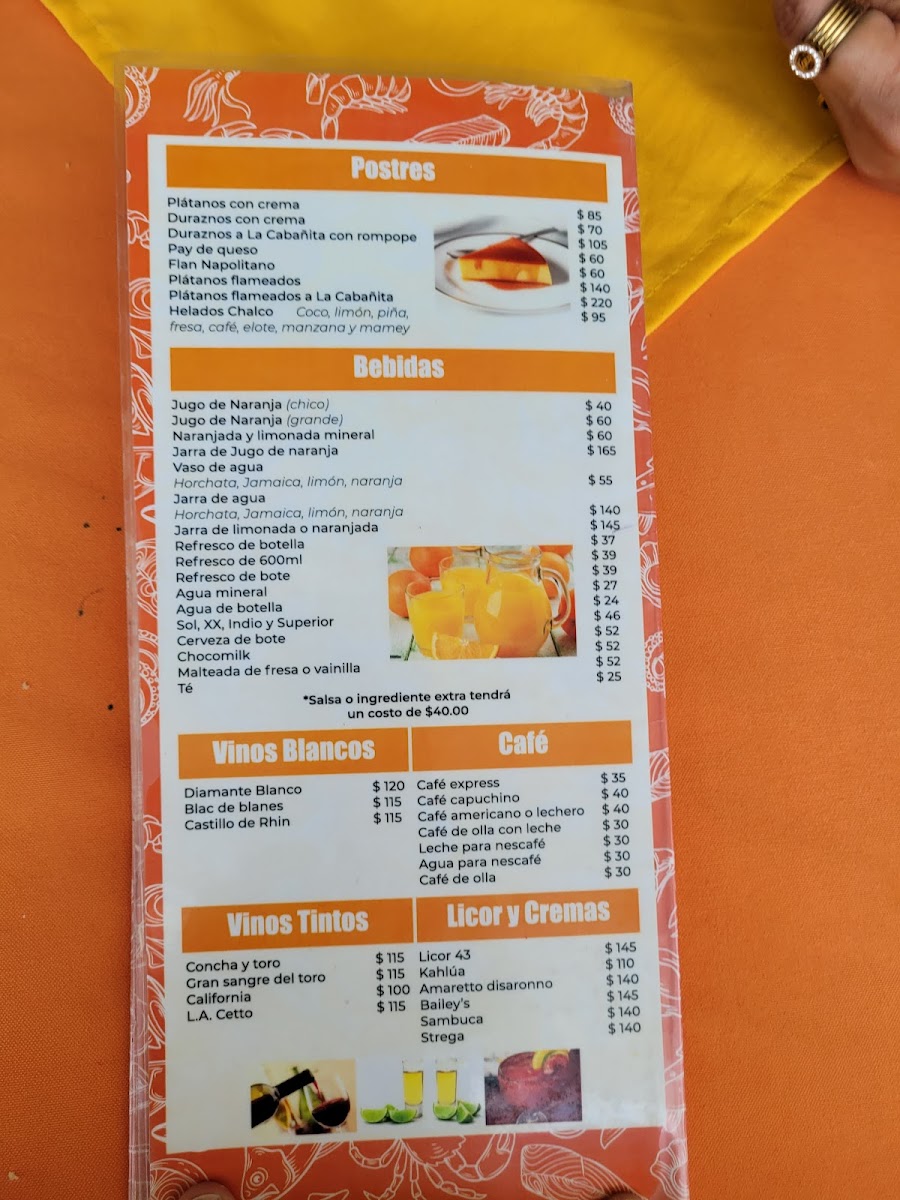 Postres
Plátanos con crema $ 85
Duraznos con crema $ 70
Duraznos a La Cabañita con rompope $ 105
Pay de queso $ 60
Flan Napolitano $ 60
Plátanos flameados $ 140
Plátanos flameados a La Cabañita $ 220
Helados Chalco Coco, limón, piña, $ 95
fresa, café, elote, manzana y mamey
Bebidas
Jugo de Naranja (chico) $ 40
Jugo de Naranja (grande) $ 60
Naranjada y limonada mineral $ 60
Jarra de Jugo de naranja $ 165
Vaso de agua
Horchata, Jamaica, limón, naranja $ 55
Jarra de agua
Horchata, Jamaica, limón, naranja $ 140
Jarra de limonada o naranjada $ 145
Refresco de botella $ 37
Refresco de 600ml $ 39
Refresco de bote $ 39
Agua mineral $ 27
Agua de botella $ 24
Sol, XX, Indio y Superior $ 46
Cerveza de bote $ 52
Chocomilk $ 52
Malteada de fresa o vainilla $ 52
Té $ 25
*Salsa o ingrediente extra tendrá
un costo de $40.00
Vinos Blancos
Diamante Blanco $ 120
Blac de blanes $ 115
Castillo de Rhin $ 115
Café
Café express $ 35
Café capuchino $ 40
Café americano o lechero $ 40
Café de olla con leche $ 30
Leche para nescafé $ 30
Agua para nescafé $ 30
Café de olla $ 30
Vinos Tintos
Concha y toro $ 115
Gran sangre del toro $ 115
California $ 100
L.A. Cetto $ 115
Licor y Cremas
Licor 43 $ 145
Kahlúa $ 110
Amaretto disaronno $ 140
Bailey's $ 145
Sambuca $ 140
Strega $ 140